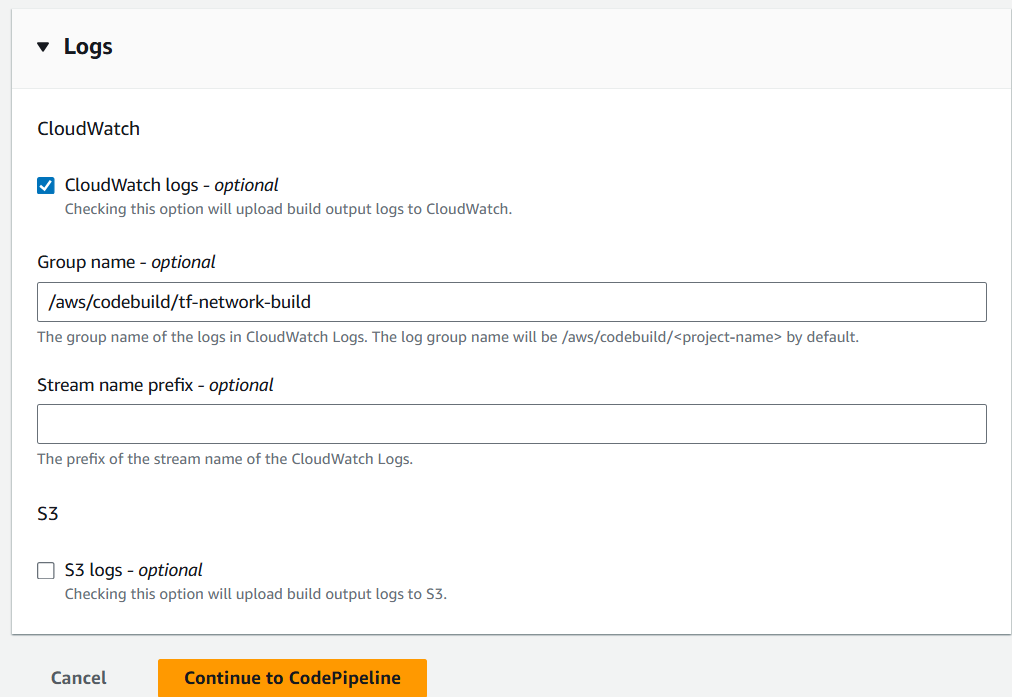 Logs
CloudWatch
CloudWatch logs - optional
Checking this option will upload build output logs to CloudWatch.
Group name - optional
/aws/codebuild/tf-network-build
The group name of the logs in CloudWatch Logs. The log group name will be /aws/codebuild/<project-name> by default.
Stream name prefix - optional
The prefix of the stream name of the CloudWatch Logs.
S3
S3 logs - optional
Checking this option will upload build output logs to S3.
Cancel
Continue to CodePipeline